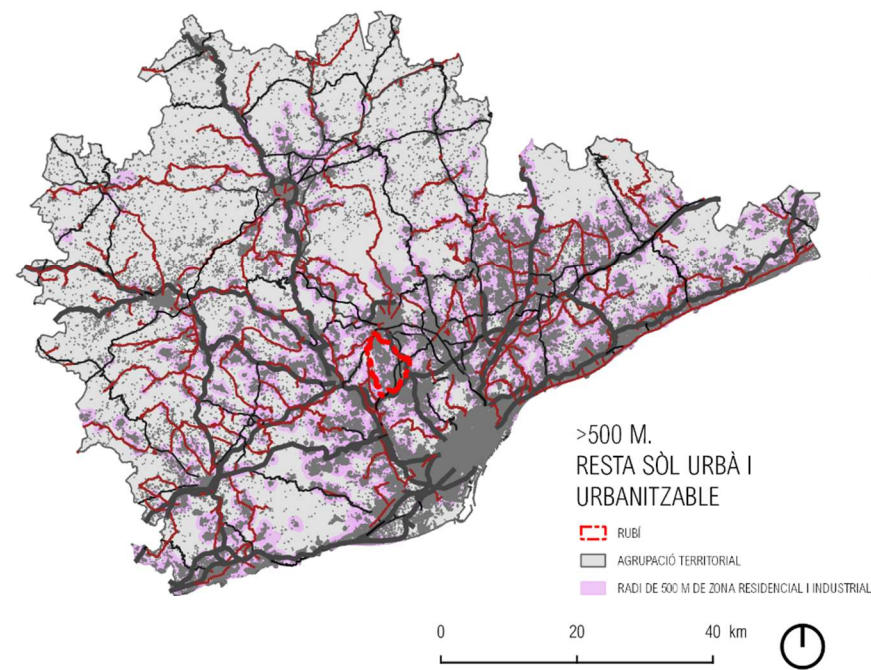 >500 M.
RESTA SÒL URBÀ I
URBANITZABLE
RUBÍ
AGRUPACIÓ TERRITORIAL
RADI DE 500 M DE ZONA RESIDENCIAL I INDUSTRIAL
0 20 40 km